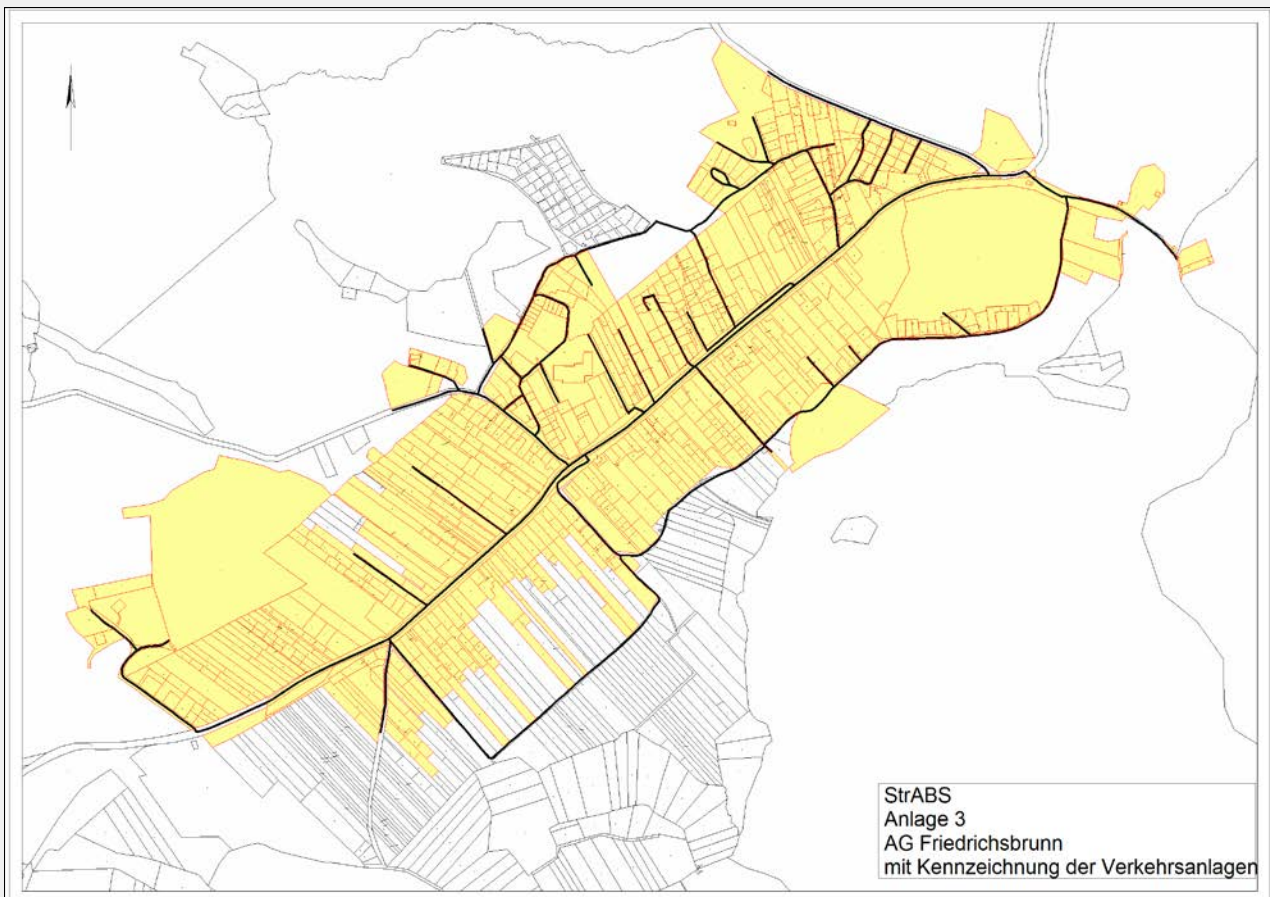 StrABS
Anlage 3
AG Friedrichsbrunn
mit Kennzeichnung der Verkehrsanlagen